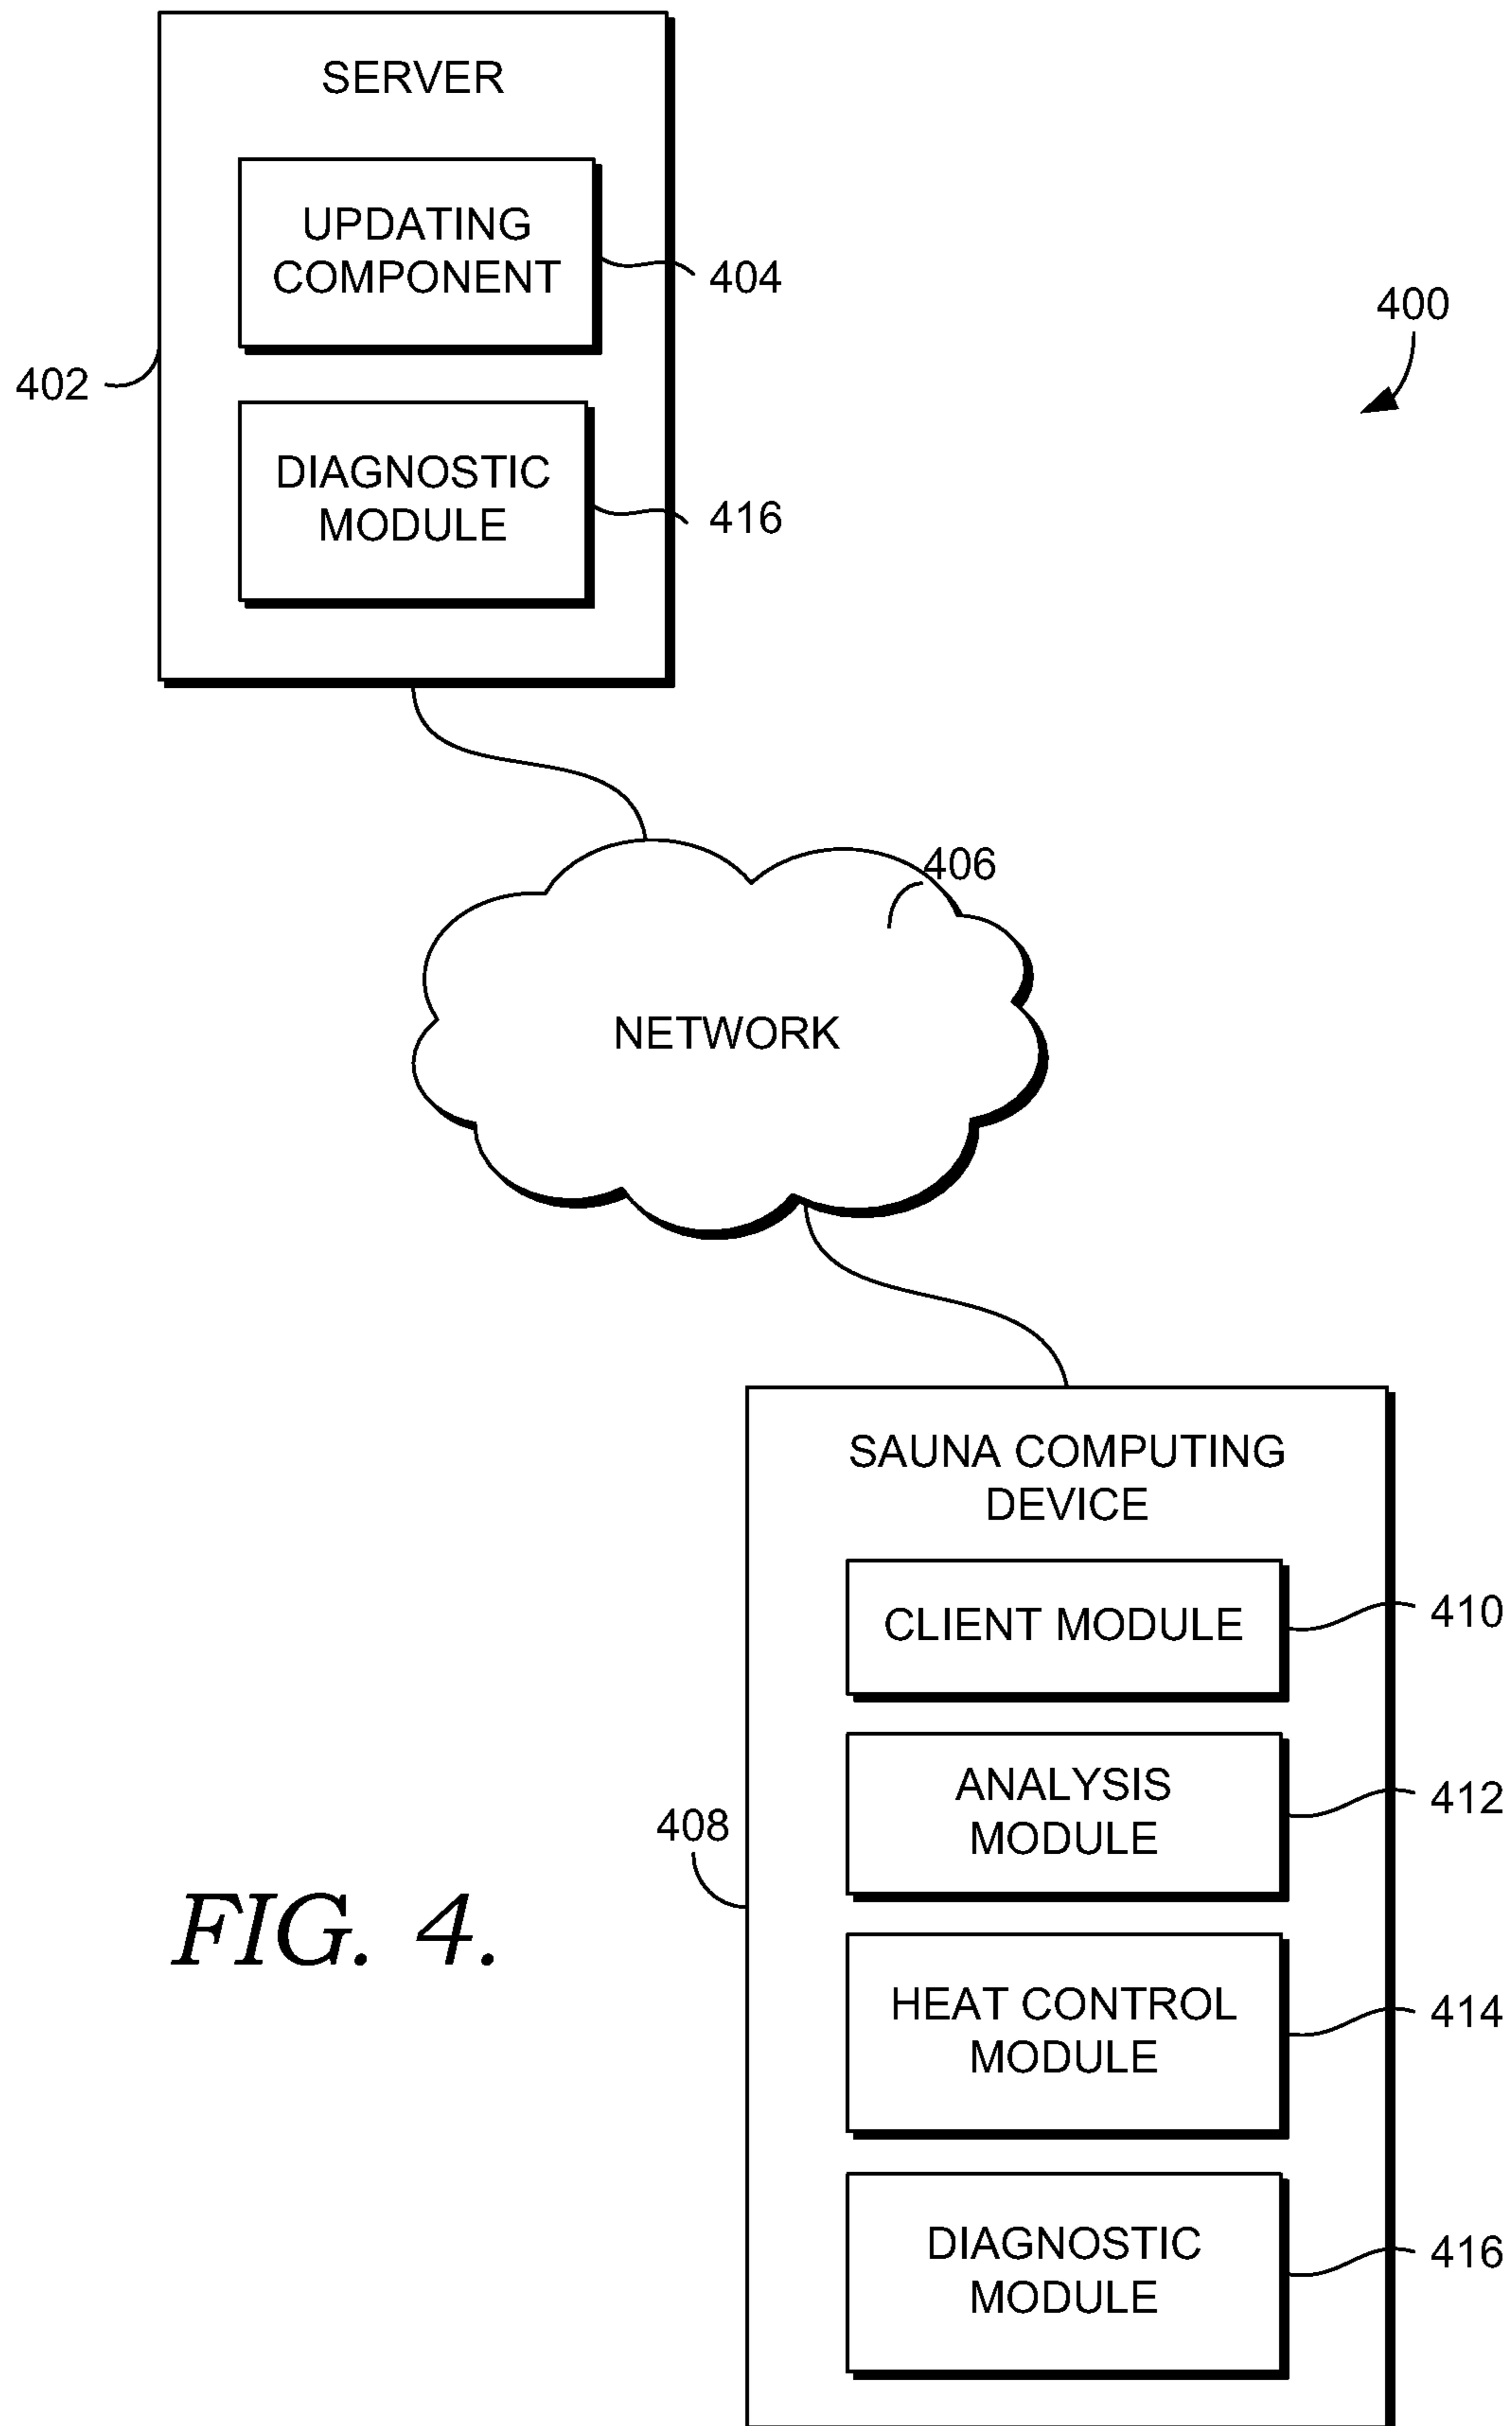 SERVER
UPDATING
COMPONENT
404
400
402
DIAGNOSTIC
MODULE
416
406
NETWORK
SAUNA COMPUTING
DEVICE
CLIENT MODULE
410
ANALYSIS
MODULE
412
408
FIG. 4.
HEAT CONTROL
MODULE
414
DIAGNOSTIC
MODULE
416